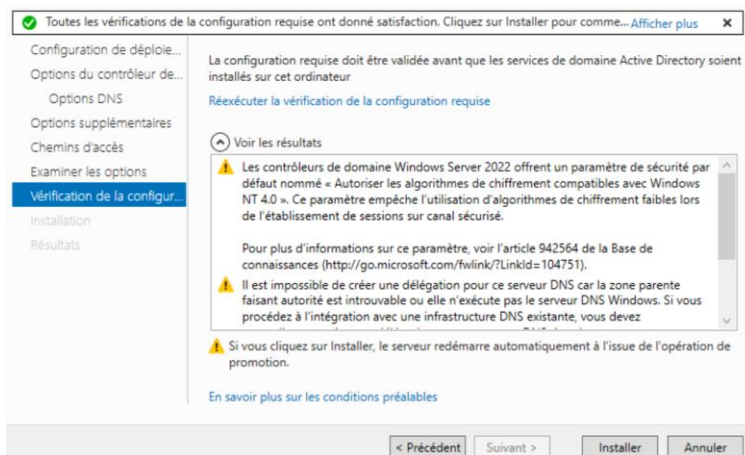 Toutes les vérifications de la configuration requise ont donné satisfaction. Cliquez sur Installer pour comme... Afficher plus
Configuration de déploie...
Options du contrôleur de...
Options DNS
Options supplémentaires
Chemins d'accès
Examiner les options
Vérification de la configur...
Installation
Résultats
La configuration requise doit être validée avant que les services de domaine Active Directory soient
installés sur cet ordinateur
Réexécuter la vérification de la configuration requise
Voir les résultats
Les contrôleurs de domaine Windows Server 2022 offrent un paramètre de sécurité par
défaut nommé « Autoriser les algorithmes de chiffrement compatibles avec Windows
NT 4.0 ». Ce paramètre empêche l'utilisation d'algorithmes de chiffrement faibles lors
de l'établissement de sessions sur canal sécurisé.
Pour plus d'informations sur ce paramètre, voir l'article 942564 de la Base de
connaissances (http://go.microsoft.com/fwlink/?LinkId=104751).
Il est impossible de créer une délégation pour ce serveur DNS car la zone parente
faisant autorité est introuvable ou elle n'exécute pas le serveur DNS Windows. Si vous
procédez à l'intégration avec une infrastructure DNS existante, vous devez
Si vous cliquez sur Installer, le serveur redémarre automatiquement à l'issue de l'opération de
promotion.
En savoir plus sur les conditions préalables
< Précédent Suivant > Installer Annuler